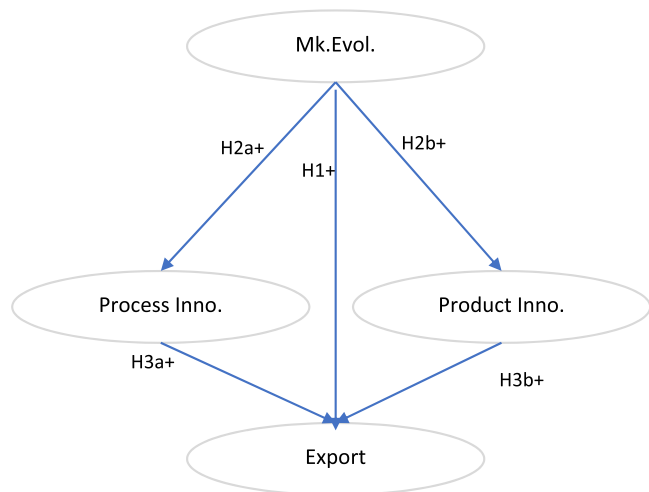 Mk.Evol.
H2a+
H2b+
H1+
Process Inno.
Product Inno.
H3a+
H3b+
Export